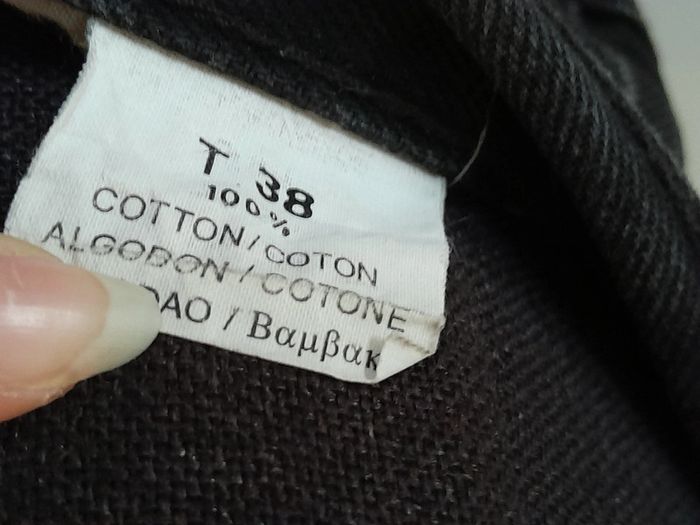 T 38
100%
COTTON/COTON
ALGODON/COTONE
DAO / Βαμβακ